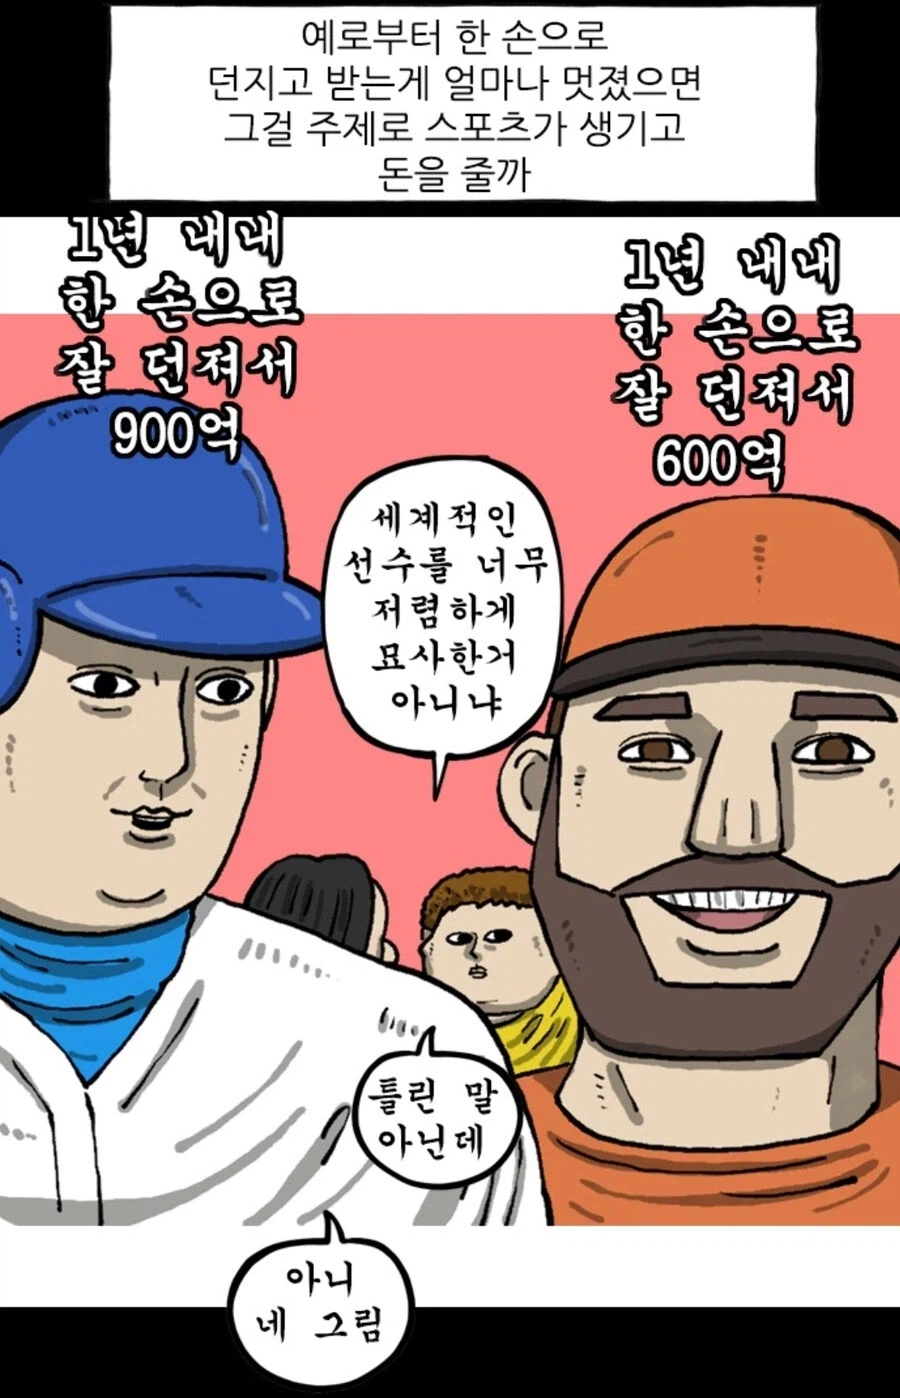 예로부터 한 손으로
던지고 받는게 얼마나 멋졌으면
그걸 주제로 스포츠가 생기고
돈을 줄까
1년 내내
한 손으로
잘 던져서
900억
1년 내내
한 손으로
잘 던져서
600억
세계적인
선수를 너무
저렴하게
묘사한거
아니냐
틀린 말
아닌데
아니
네 그림